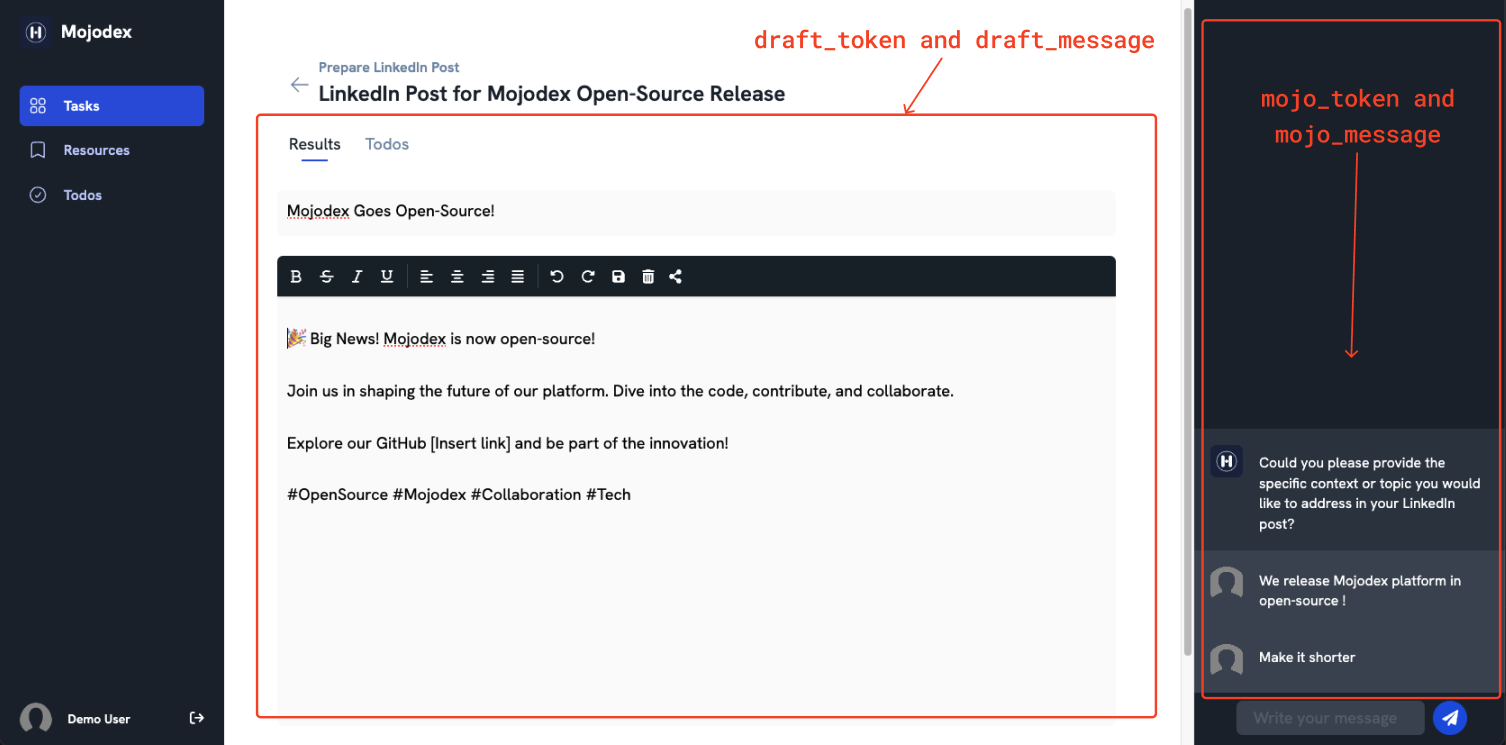 Mojodex
Tasks
Resources
Todos
Demo User
draft_token and draft_message
Prepare LinkedIn Post
LinkedIn Post for Mojodex Open-Source Release
Results Todos
Mojodex Goes Open-Source!
B S I U
🎉 Big News! Mojodex is now open-source!
Join us in shaping the future of our platform. Dive into the code, contribute, and collaborate.
Explore our GitHub [Insert link] and be part of the innovation!
#OpenSource #Mojodex #Collaboration #Tech
mojo_token and
mojo_message
Could you please provide the
specific context or topic you would
like to address in your LinkedIn
post?
We release Mojodex platform in
open-source !
Make it shorter
Write your message